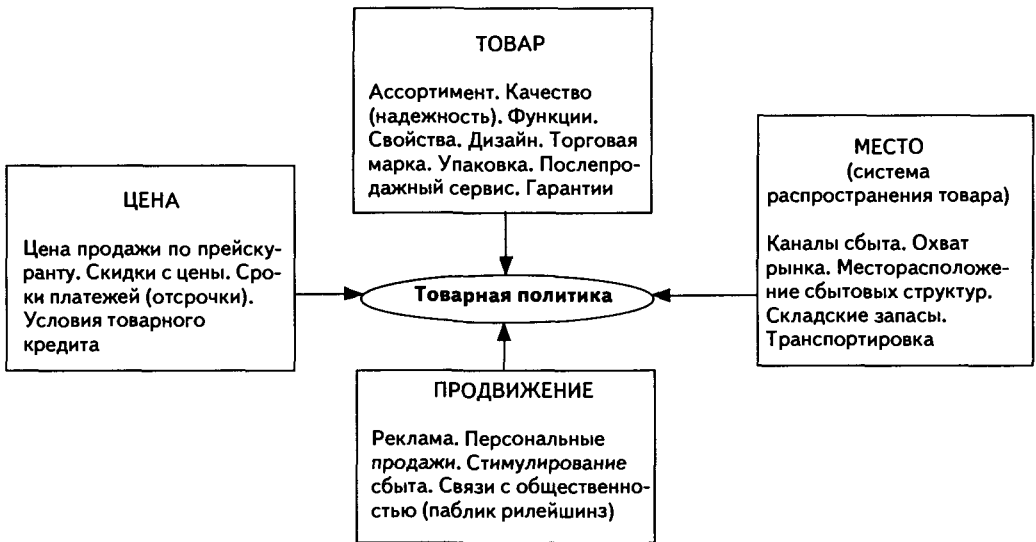 ТОВАР
Ассортимент. Качество
(надежность). Функции.
Свойства. Дизайн. Торговая
марка. Упаковка. Послепро-
дажный сервис. Гарантии
ЦЕНА
Цена продажи по прейску-
ранту. Скидки с цены. Сро-
ки платежей (отсрочки).
Условия товарного
кредита
Товарная политика
МЕСТО
(система
распространения товара)
Каналы сбыта. Охват
рынка. Месторасположе-
ние сбытовых структур.
Складские запасы.
Транспортировка
ПРОДВИЖЕНИЕ
Реклама. Персональные
продажи. Стимулирование
сбыта. Связи с общественно-
стью (паблик рилейшинз)